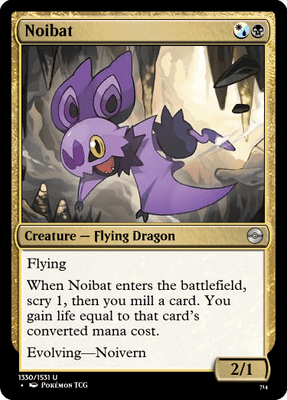 Noibat
Creature — Flying Dragon
Flying
When Noibat enters the battlefield,
scry 1, then you mill a card. You
gain life equal to that card's
converted mana cost.
Evolving—Noivern
2/1
1330/1531 U
• Pokémon TCG